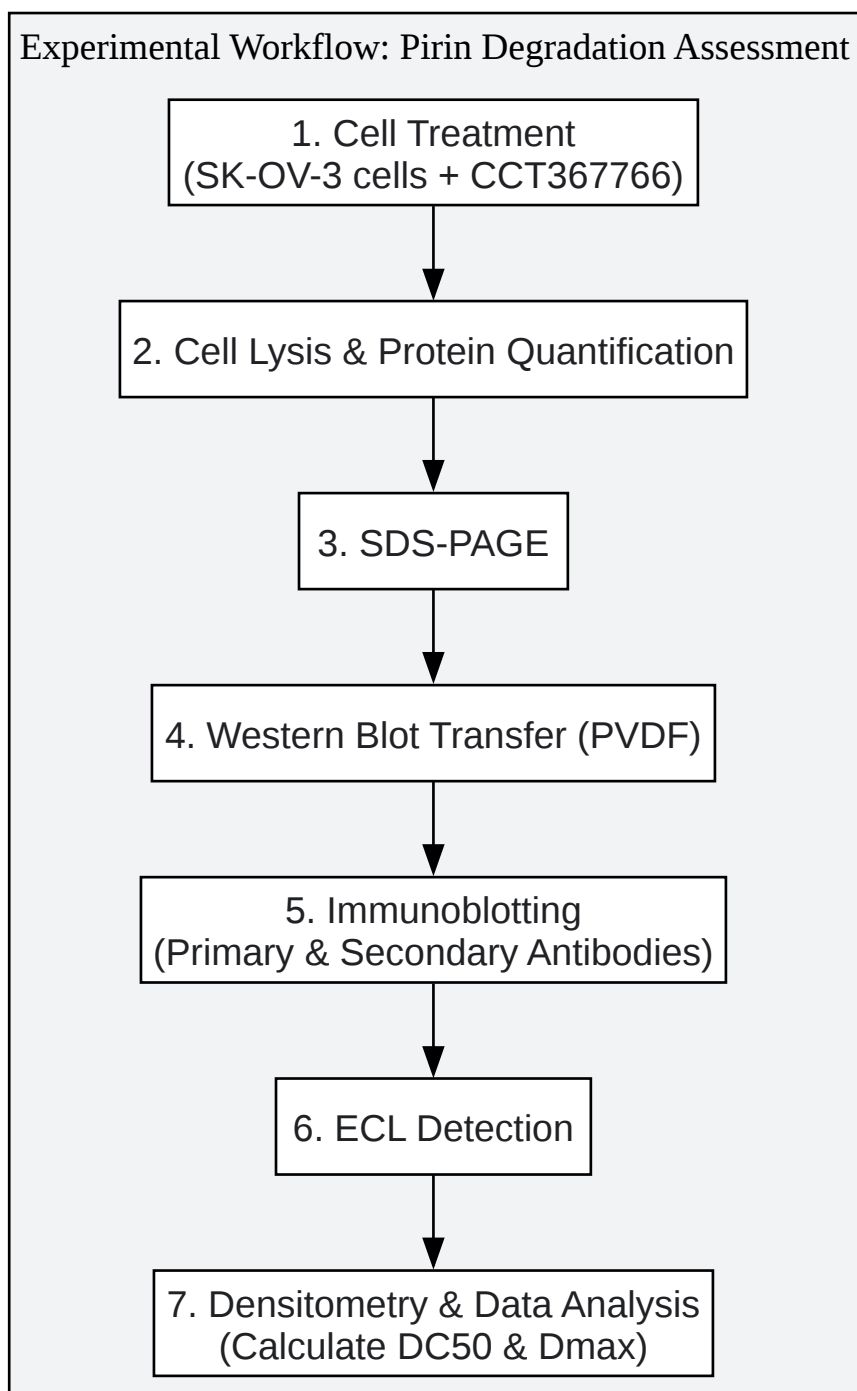 Experimental Workflow: Pirin Degradation Assessment
1. Cell Treatment
(SK-OV-3 cells + CCT367766)
2. Cell Lysis & Protein Quantification
3. SDS-PAGE
4. Western Blot Transfer (PVDF)
5. Immunoblotting
(Primary & Secondary Antibodies)
6. ECL Detection
7. Densitometry & Data Analysis
(Calculate DC50 & Dmax)